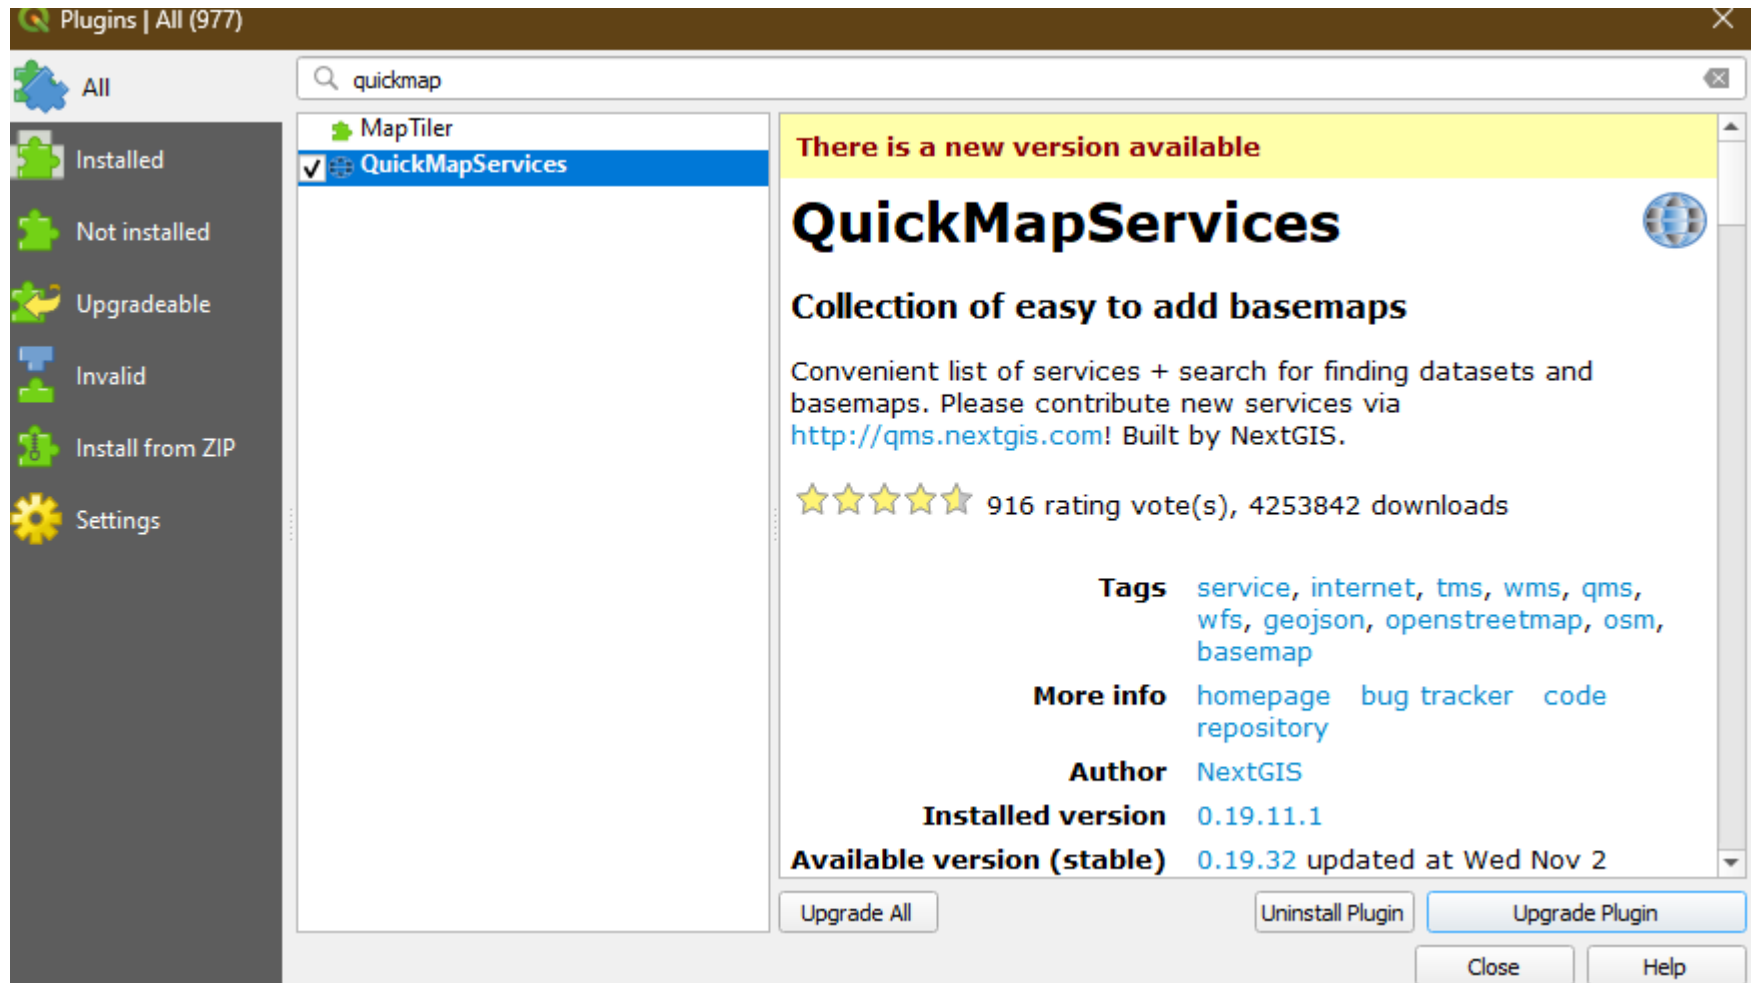 Plugins | All (977)
All
Installed
Not installed
Upgradeable
Invalid
Install from ZIP
Settings
quickmap
MapTiler
QuickMapServices
There is a new version available
QuickMapServices
Collection of easy to add basemaps
Convenient list of services + search for finding datasets and
basemaps. Please contribute new services via
http://qms.nextgis.com! Built by NextGIS.
916 rating vote(s), 4253842 downloads
Tags service, internet, tms, wms, qms,
wfs, geojson, openstreetmap, osm,
basemap
More info homepage bug tracker code
repository
Author NextGIS
Installed version 0.19.11.1
Available version (stable) 0.19.32 updated at Wed Nov 2
Upgrade All Uninstall Plugin Upgrade Plugin
Close Help